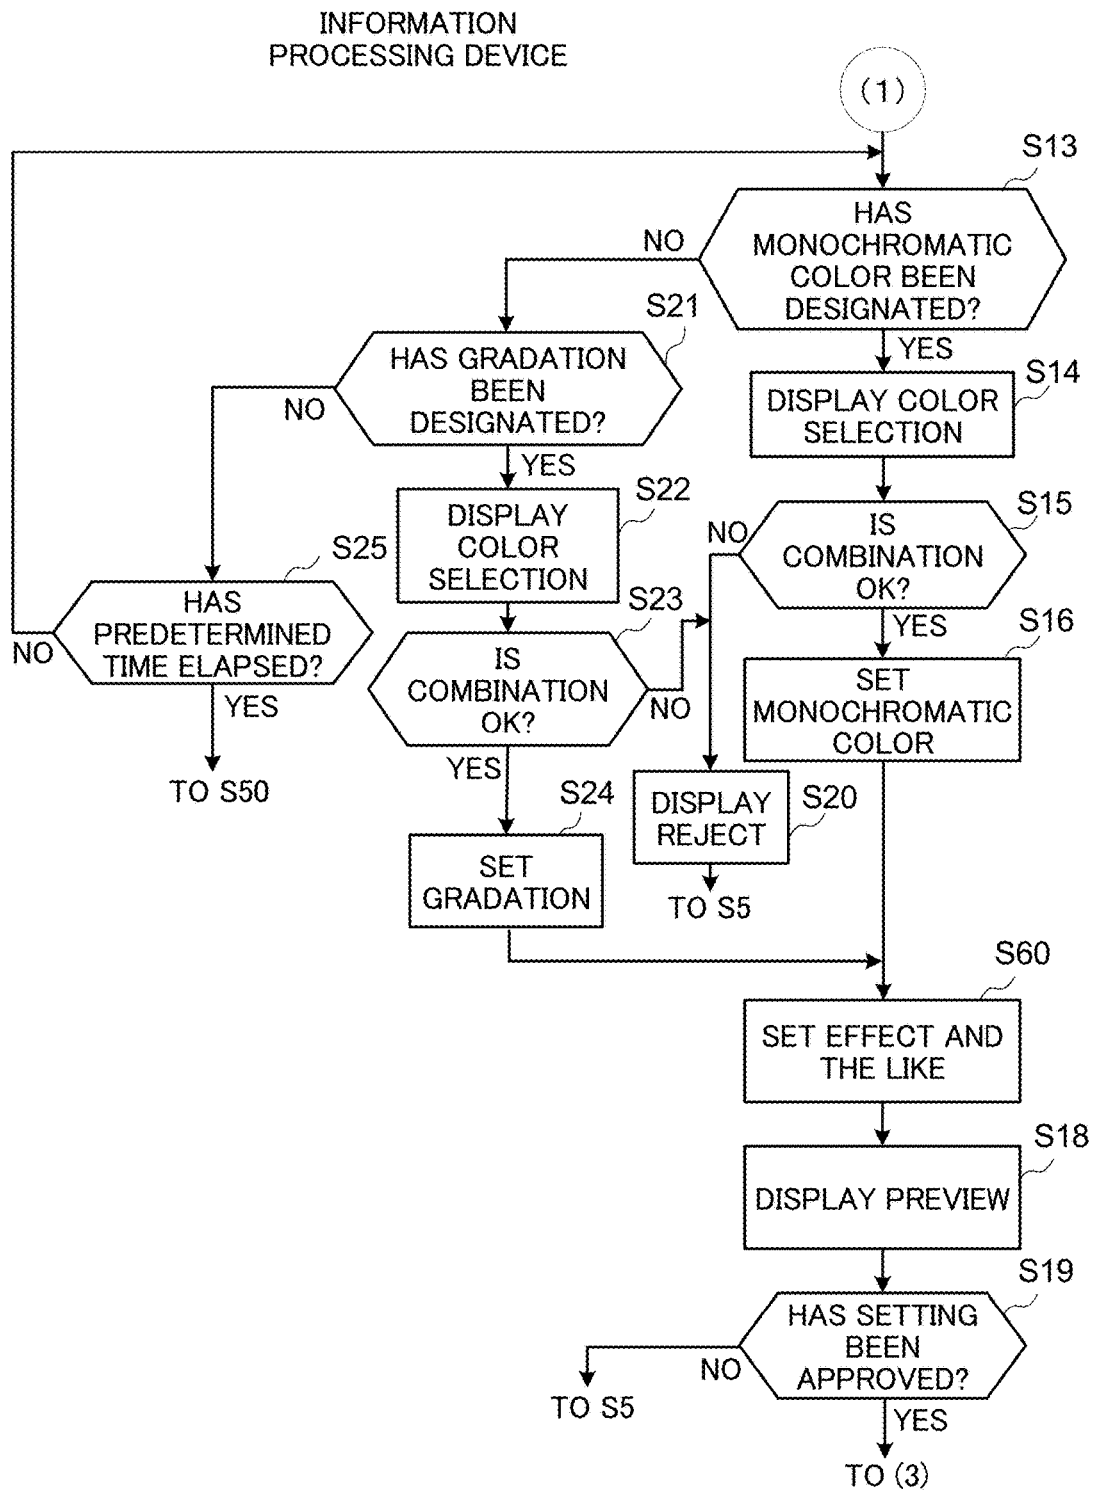 INFORMATION
PROCESSING DEVICE
(1)
S13
HAS
MONOCHROMATIC
COLOR BEEN
DESIGNATED?
NO
YES
S21
HAS GRADATION
BEEN
DESIGNATED?
NO
YES
S14
DISPLAY COLOR
SELECTION
S22
DISPLAY
COLOR
SELECTION
S15
IS
COMBINATION
OK?
NO
YES
S25
HAS
PREDETERMINED
TIME ELAPSED?
NO
YES
TO S50
S23
IS
COMBINATION
OK?
NO
YES
S16
SET
MONOCHROMATIC
COLOR
S24
SET
GRADATION
S20
DISPLAY
REJECT
TO S5
S60
SET EFFECT AND
THE LIKE
S18
DISPLAY PREVIEW
S19
HAS SETTING
BEEN
APPROVED?
NO
TO S5
YES
TO (3)